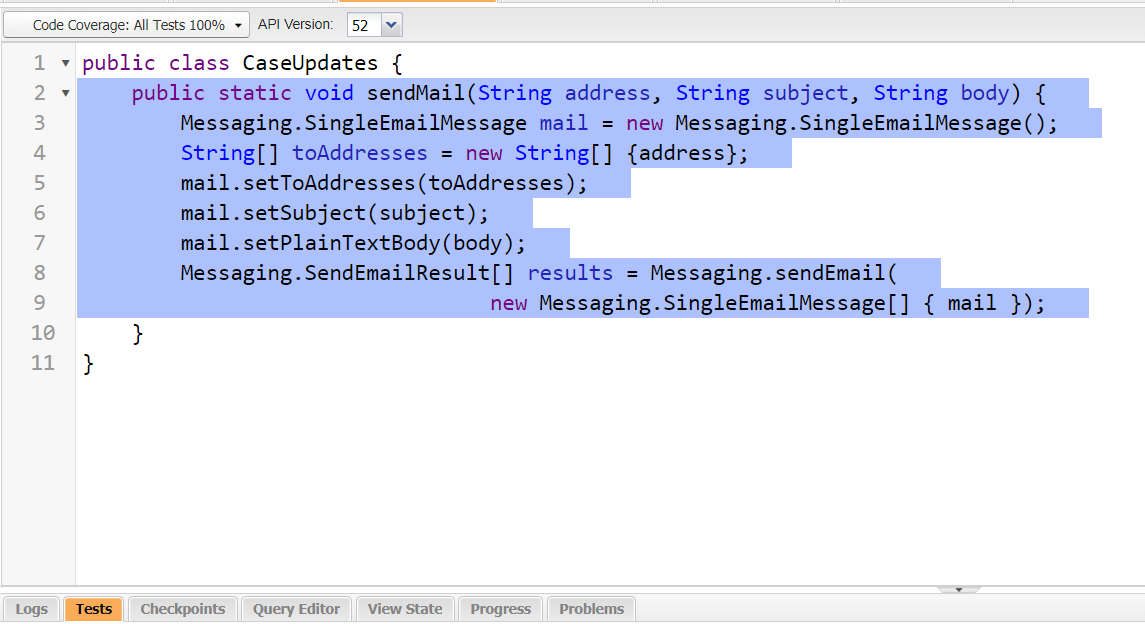 Code Coverage: All Tests 100% API Version: 52
1 public class CaseUpdates {
2 public static void sendMail(String address, String subject, String body) {
3 Messaging.SingleEmailMessage mail = new Messaging.SingleEmailMessage();
4 String[] toAddresses = new String[] {address};
5 mail.setToAddresses(toAddresses);
6 mail.setSubject(subject);
7 mail.setPlainTextBody(body);
8 Messaging.SendEmailResult[] results = Messaging.sendEmail(
9 new Messaging.SingleEmailMessage[] { mail });
10 }
11 }
Logs Tests Checkpoints Query Editor View State Progress Problems